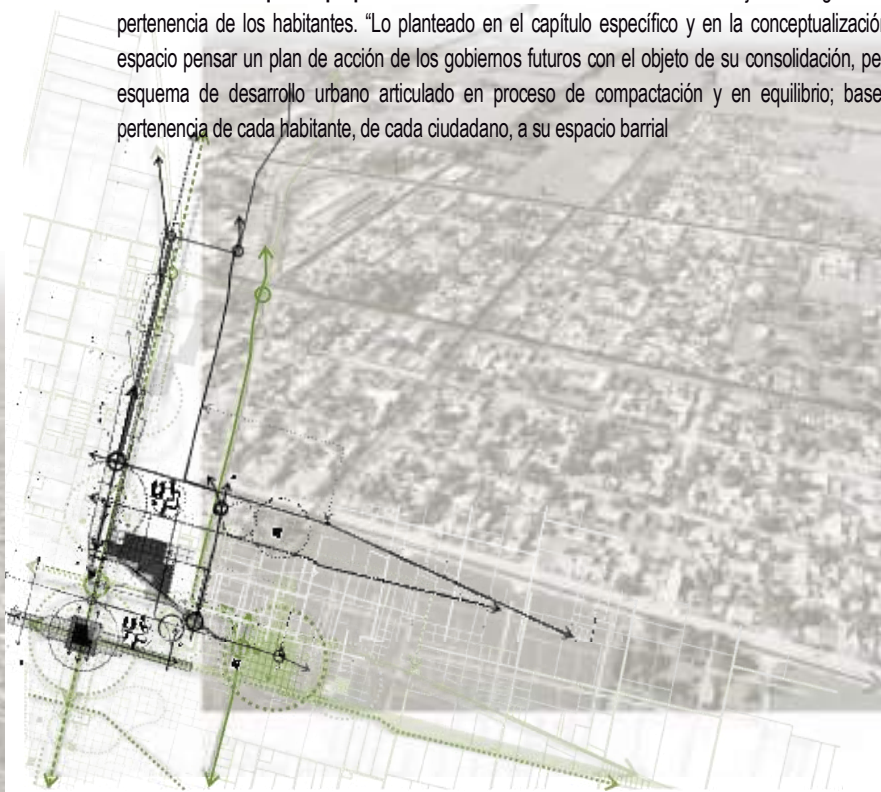 pertenencia de los habitantes. “Lo planteado en el capítulo específico y en la conceptualización
espacio pensar un plan de acción de los gobiernos futuros con el objeto de su consolidación, pe
esquema de desarrollo urbano articulado en proceso de compactación y en equilibrio; base
pertenencia de cada habitante, de cada ciudadano, a su espacio barrial